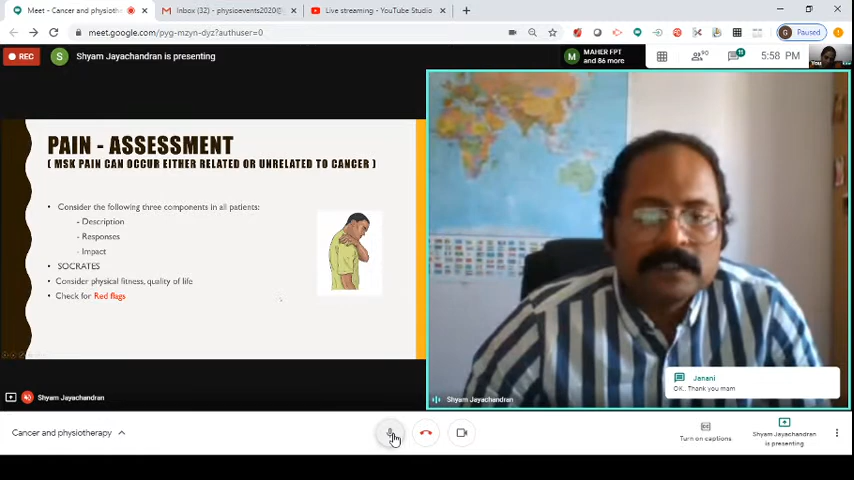 Meet - Cancer and physioth
Inbox (32) - physioevents2020@
Live streaming - YouTube Studio
meet.google.com/pyg-mzyn-dyz?authuser=0
Paused
REC
S
Shyam Jayachandran is presenting
M
MAHER FPT
and 86 more
90
11
5:58 PM
You
PAIN - ASSESSMENT
( MSK PAIN CAN OCCUR EITHER RELATED OR UNRELATED TO CANCER )
• Consider the following three components in all patients:
- Description
- Responses
- Impact
• SOCRATES
• Consider physical fitness, quality of life
• Check for Red flags
Shyam Jayachandran
Shyam Jayachandran
Janani
OK.. Thank you mam
Cancer and physiotherapy
Turn on captions
Shyam Jayachandran
is presenting